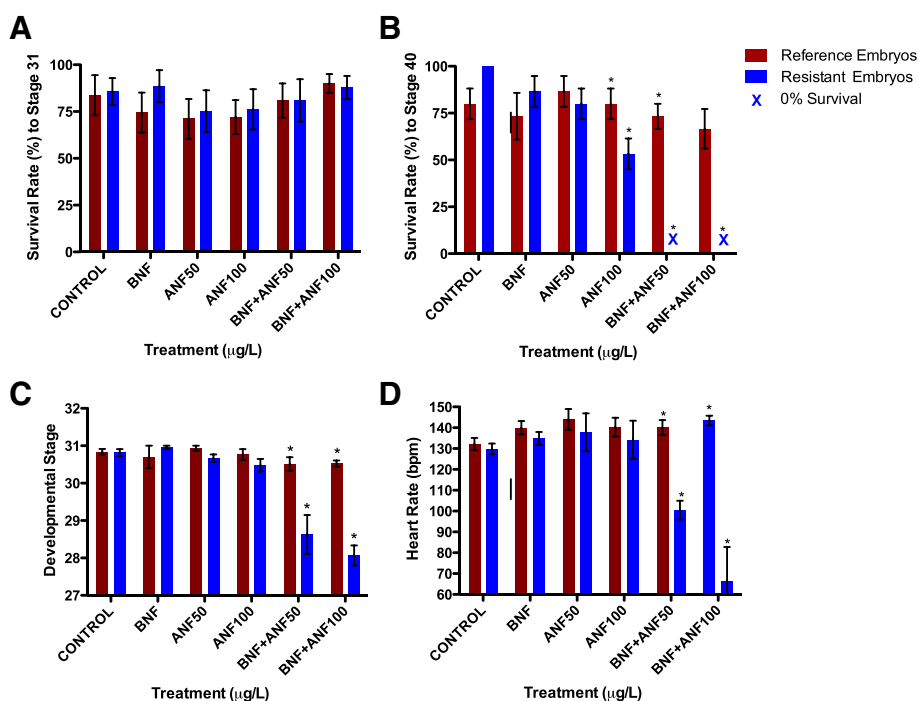 A
Survival Rate (%) to Stage 31
100
75
50
25
0
CONTROL
BNF
ANF50
ANF100
BNF+ANF50
BNF+ANF100
Treatment (µg/L)
B
Survival Rate (%) to Stage 40
100
75
50
25
0
* * * X * X *
CONTROL
BNF
ANF50
ANF100
BNF+ANF50
BNF+ANF100
Treatment (µg/L)
Reference Embryos
Resistant Embryos
X 0% Survival
C
Developmental Stage
32
31
30
29
28
27
* * * *
CONTROL
BNF
ANF50
ANF100
BNF+ANF50
BNF+ANF100
Treatment (µg/L)
D
Heart Rate (bpm)
150
140
130
120
110
100
90
80
70
60
* * * *
CONTROL
BNF
ANF50
ANF100
BNF+ANF50
BNF+ANF100
Treatment (µg/L)